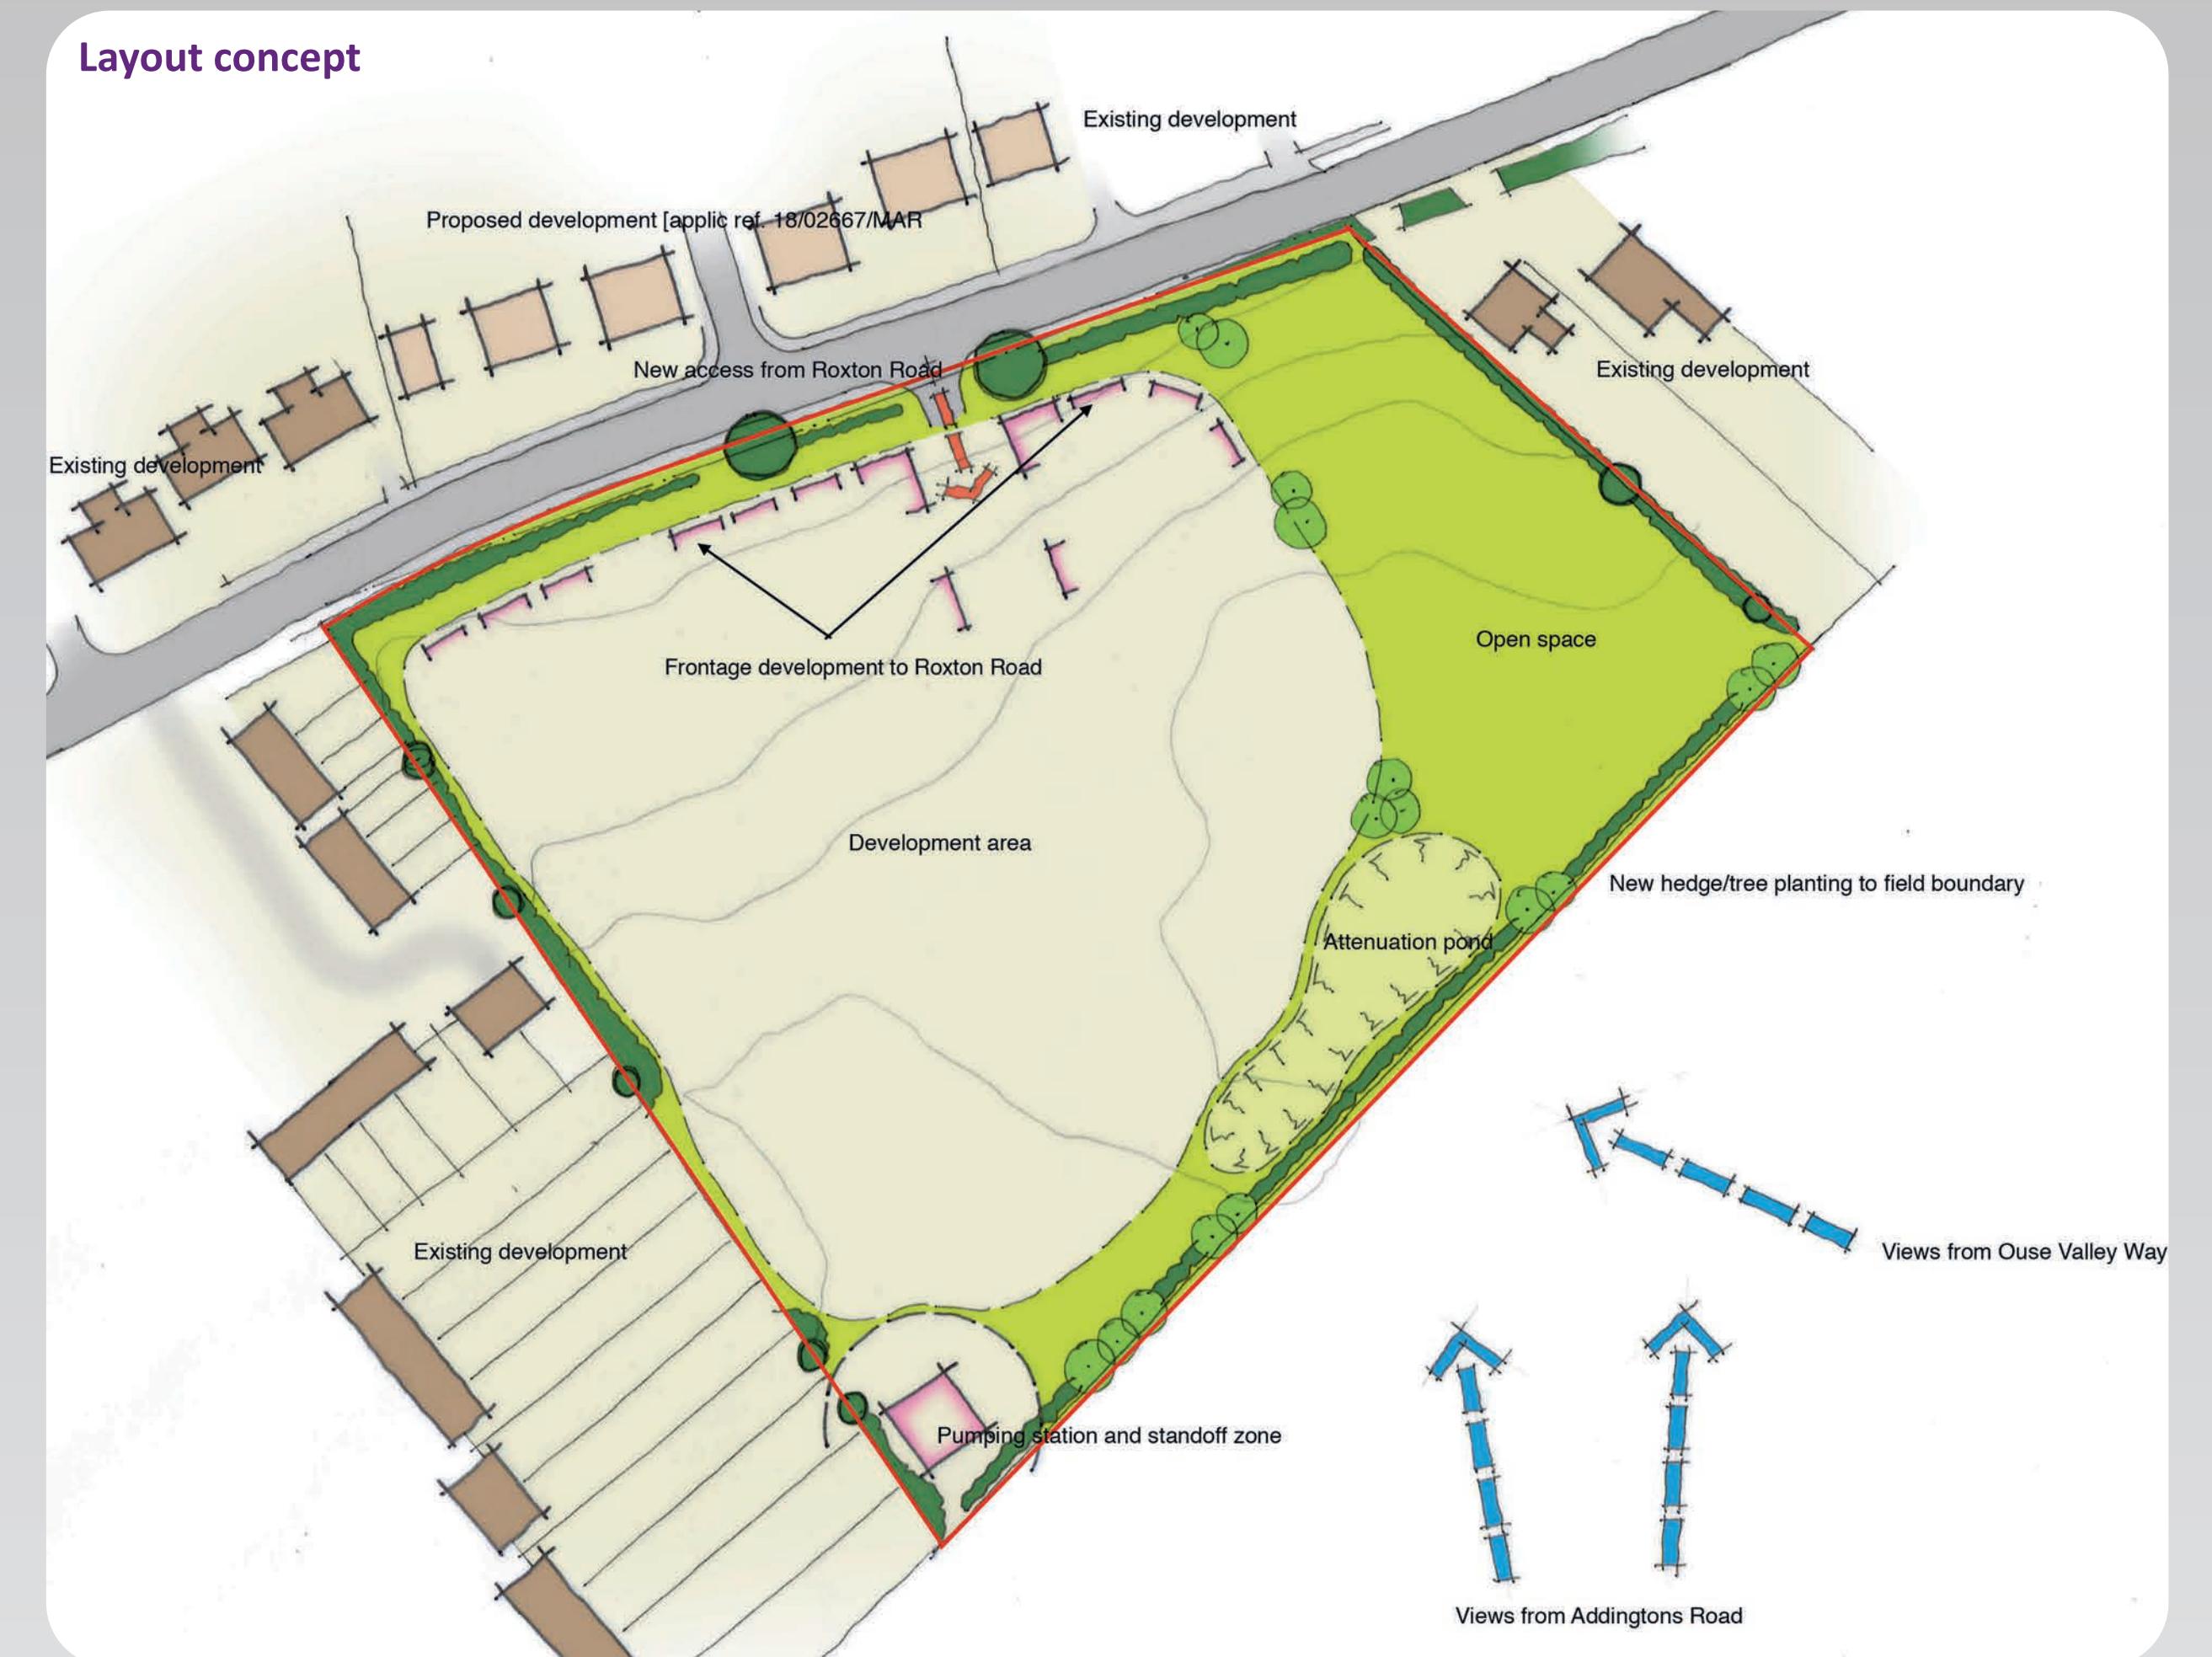 Layout concept
Existing development
Proposed development [applic ref. 18/02667/MAR
New access from Roxton Road
Existing development
Existing development
Open space
Frontage development to Roxton Road
Development area
New hedge/tree planting to field boundary
Attenuation pond
Existing development
Views from Ouse Valley Way
Pumping station and standoff zone
Views from Addingtons Road